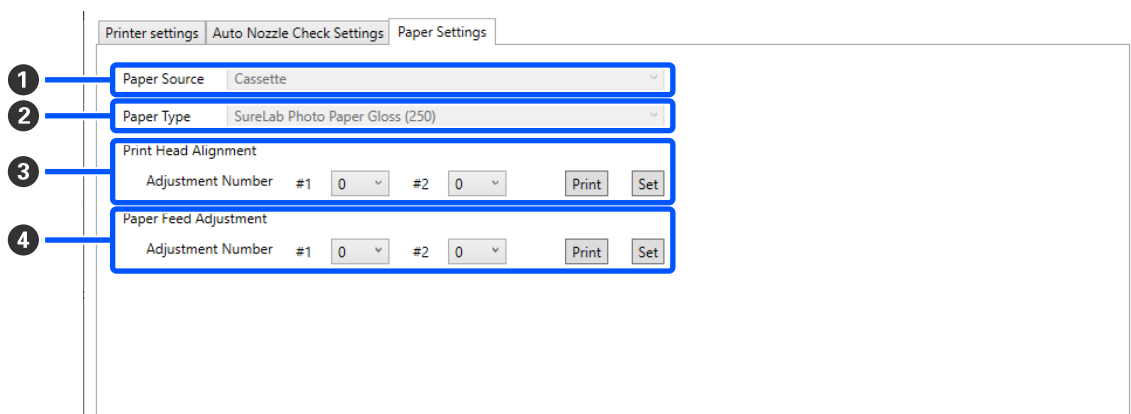 Printer settings Auto Nozzle Check Settings Paper Settings
1 Paper Source Cassette
2 Paper Type SureLab Photo Paper Gloss (250)
Print Head Alignment
3 Adjustment Number #1 0 #2 0 Print Set
Paper Feed Adjustment
4 Adjustment Number #1 0 #2 0 Print Set